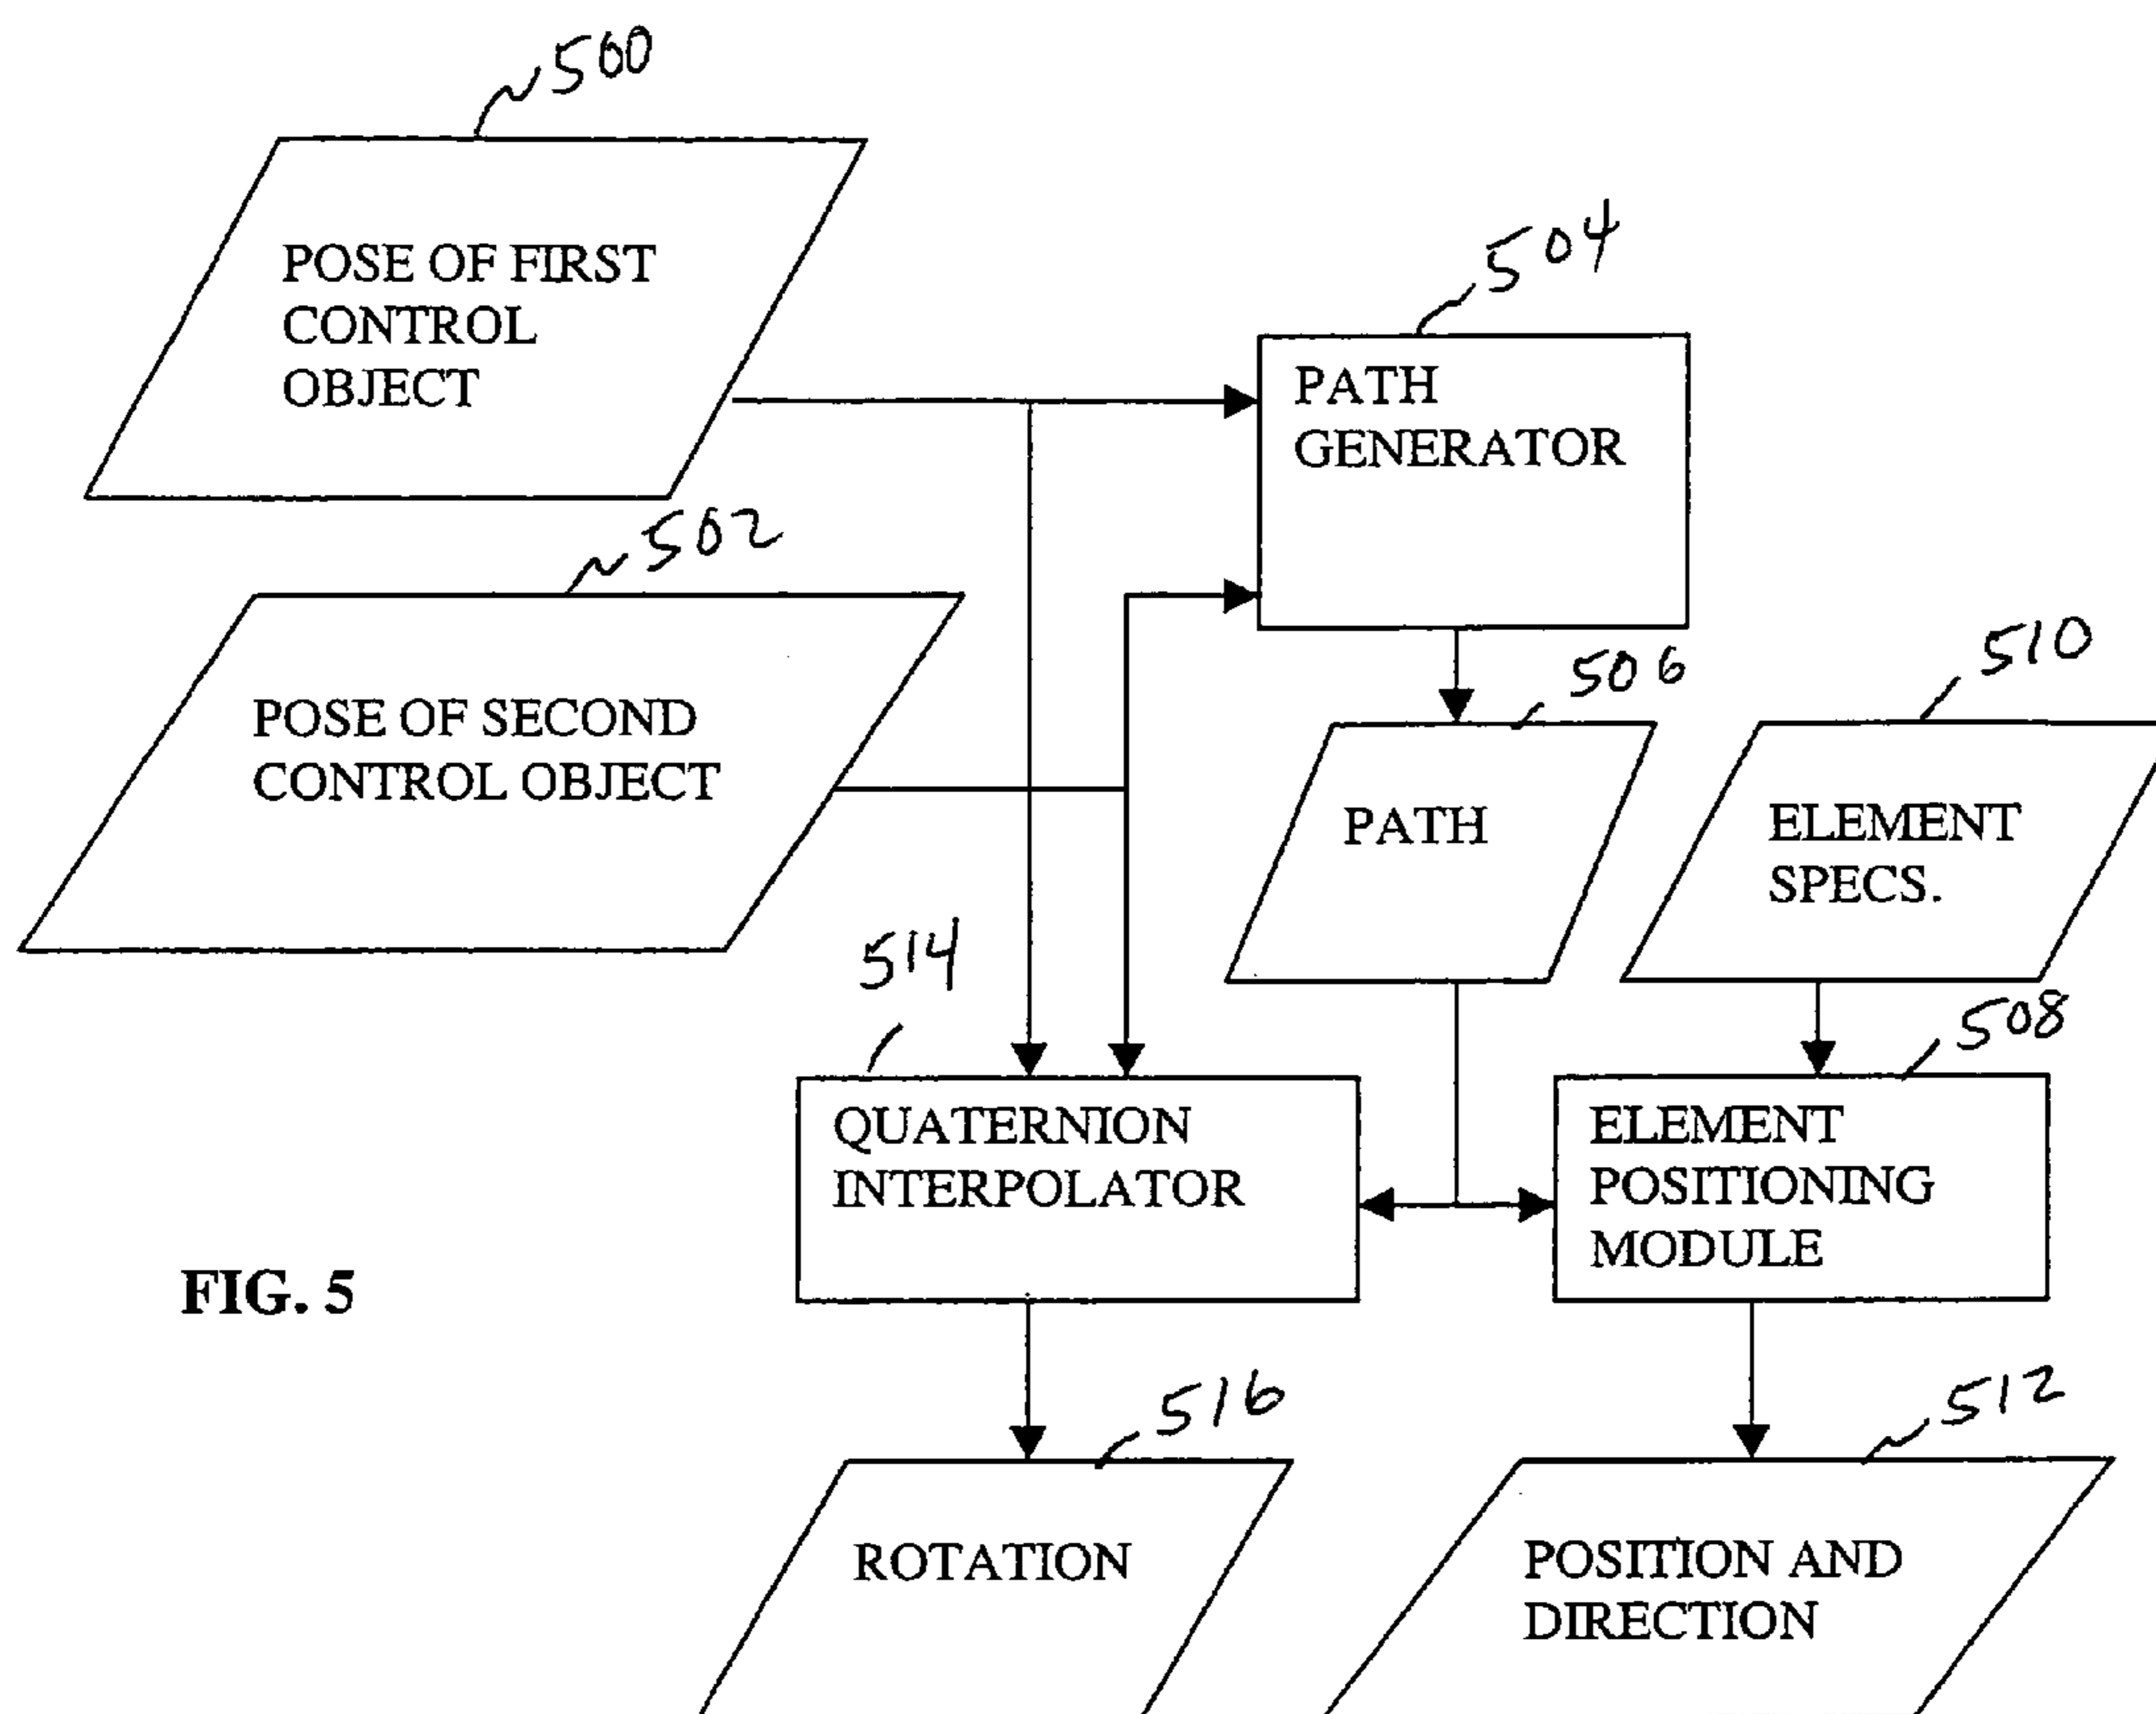 500
POSE OF FIRST
CONTROL
OBJECT
504
PATH
GENERATOR
502
POSE OF SECOND
CONTROL OBJECT
506
PATH
510
ELEMENT
SPECS.
514
QUATERNION
INTERPOLATOR
508
ELEMENT
POSITIONING
MODULE
FIG. 5
516
ROTATION
512
POSITION AND
DIRECTION